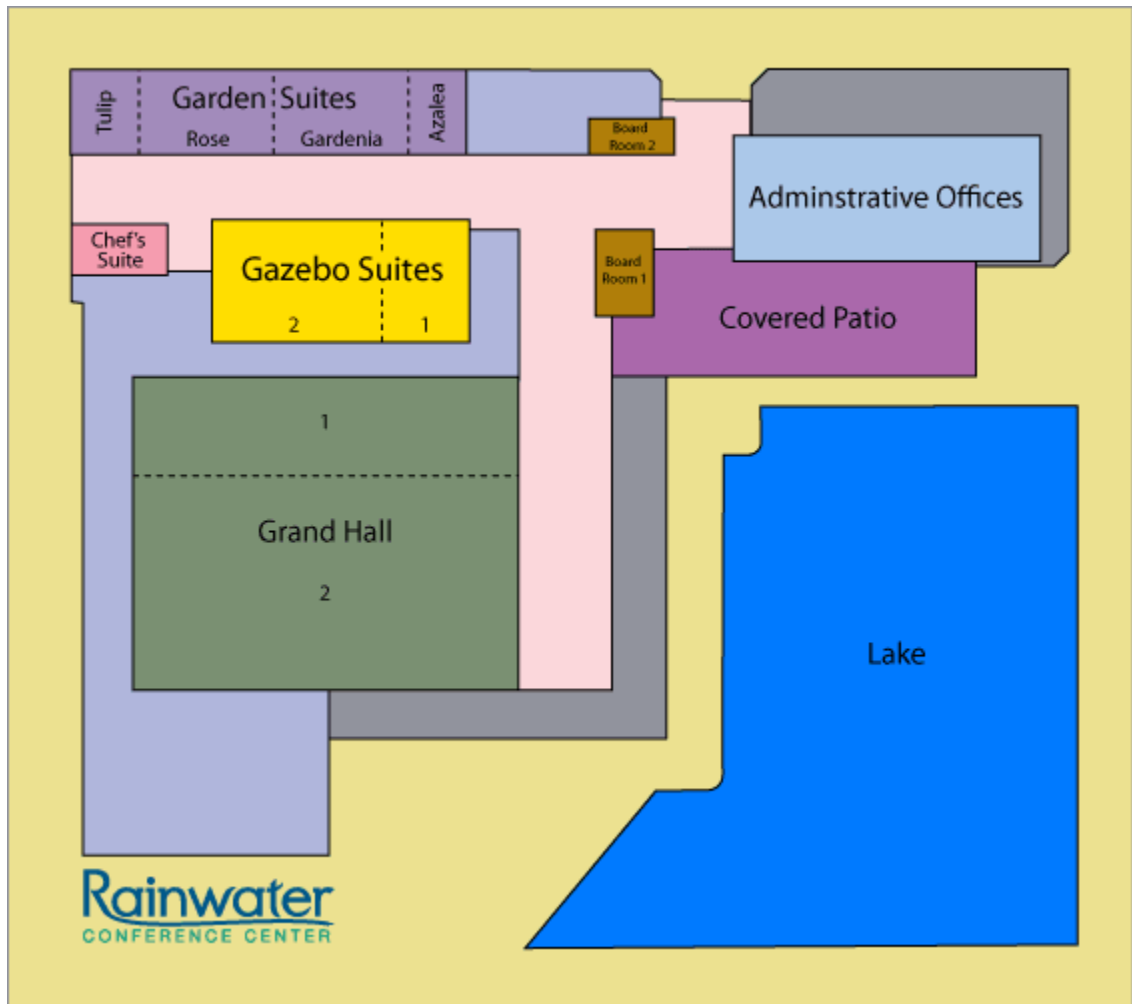 Tulip
Garden Suites
Rose
Gardenia
Azalea
Board
Room 2
Adminstrative Offices
Chef's
Suite
Gazebo Suites
2
1
Board
Room 1
Covered Patio
1
Grand Hall
2
Lake
Rainwater
CONFERENCE CENTER